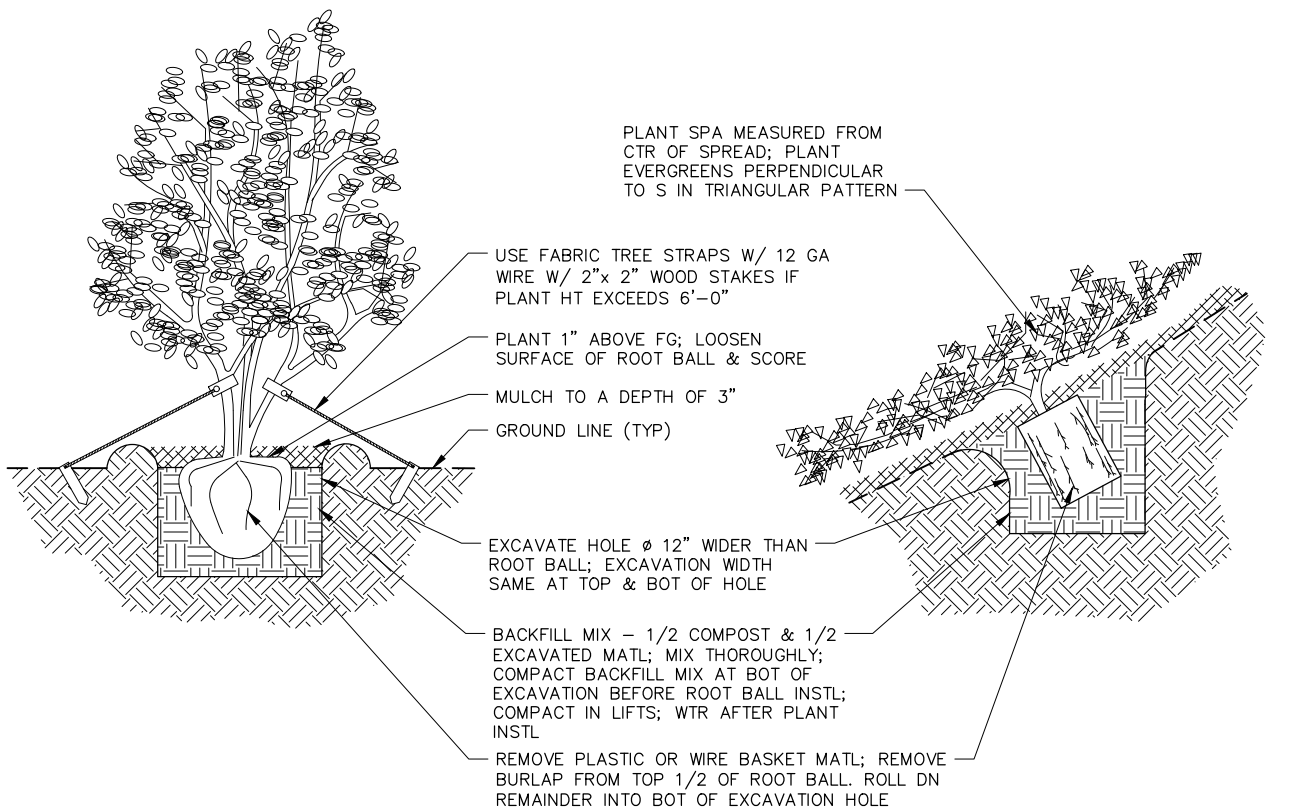 PLANT SPA MEASURED FROM
CTR OF SPREAD; PLANT
EVERGREENS PERPENDICULAR
TO S IN TRIANGULAR PATTERN
USE FABRIC TREE STRAPS W/ 12 GA
WIRE W/ 2"x 2" WOOD STAKES IF
PLANT HT EXCEEDS 6'-0"
PLANT 1" ABOVE FG; LOOSEN
SURFACE OF ROOT BALL & SCORE
MULCH TO A DEPTH OF 3"
GROUND LINE (TYP)
EXCAVATE HOLE ø 12" WIDER THAN
ROOT BALL; EXCAVATION WIDTH
SAME AT TOP & BOT OF HOLE
BACKFILL MIX - 1/2 COMPOST & 1/2
EXCAVATED MATL; MIX THOROUGHLY;
COMPACT BACKFILL MIX AT BOT OF
EXCAVATION BEFORE ROOT BALL INSTL;
COMPACT IN LIFTS; WTR AFTER PLANT
INSTL
REMOVE PLASTIC OR WIRE BASKET MATL; REMOVE
BURLAP FROM TOP 1/2 OF ROOT BALL. ROLL DN
REMAINDER INTO BOT OF EXCAVATION HOLE